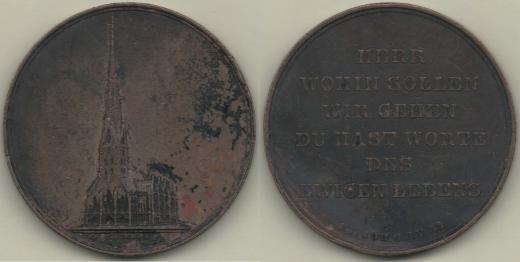 HERR
WOHIN SOLLEN
WIR GEHEN
DU HAST WORTE
DES
EWIGEN LEBENS